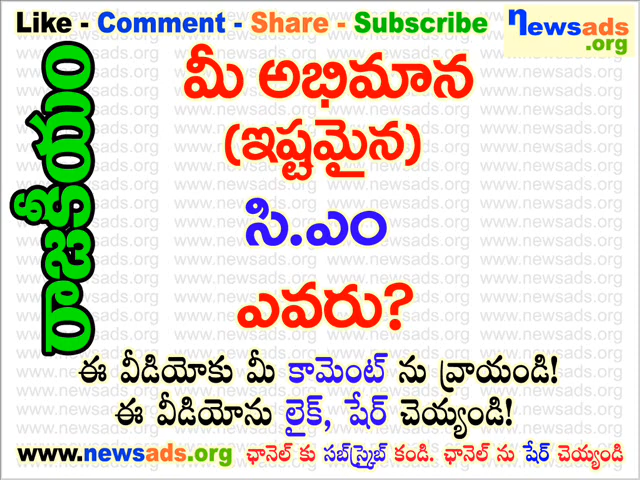 Like - Comment - Share - Subscribe
newsads
.org
రాజకీయం
మీ అభిమాన
(ఇష్టమైన)
సి.ఎం
ఎవరు?
ఈ వీడియోకు మీ కామెంట్ ను వ్రాయండి!
ఈ వీడియోను లైక్, షేర్ చెయ్యండి!
www.newsads.org ఛానెల్ కు సబ్‌స్క్రైబ్ కండి. ఛానెల్ ను షేర్ చెయ్యండి